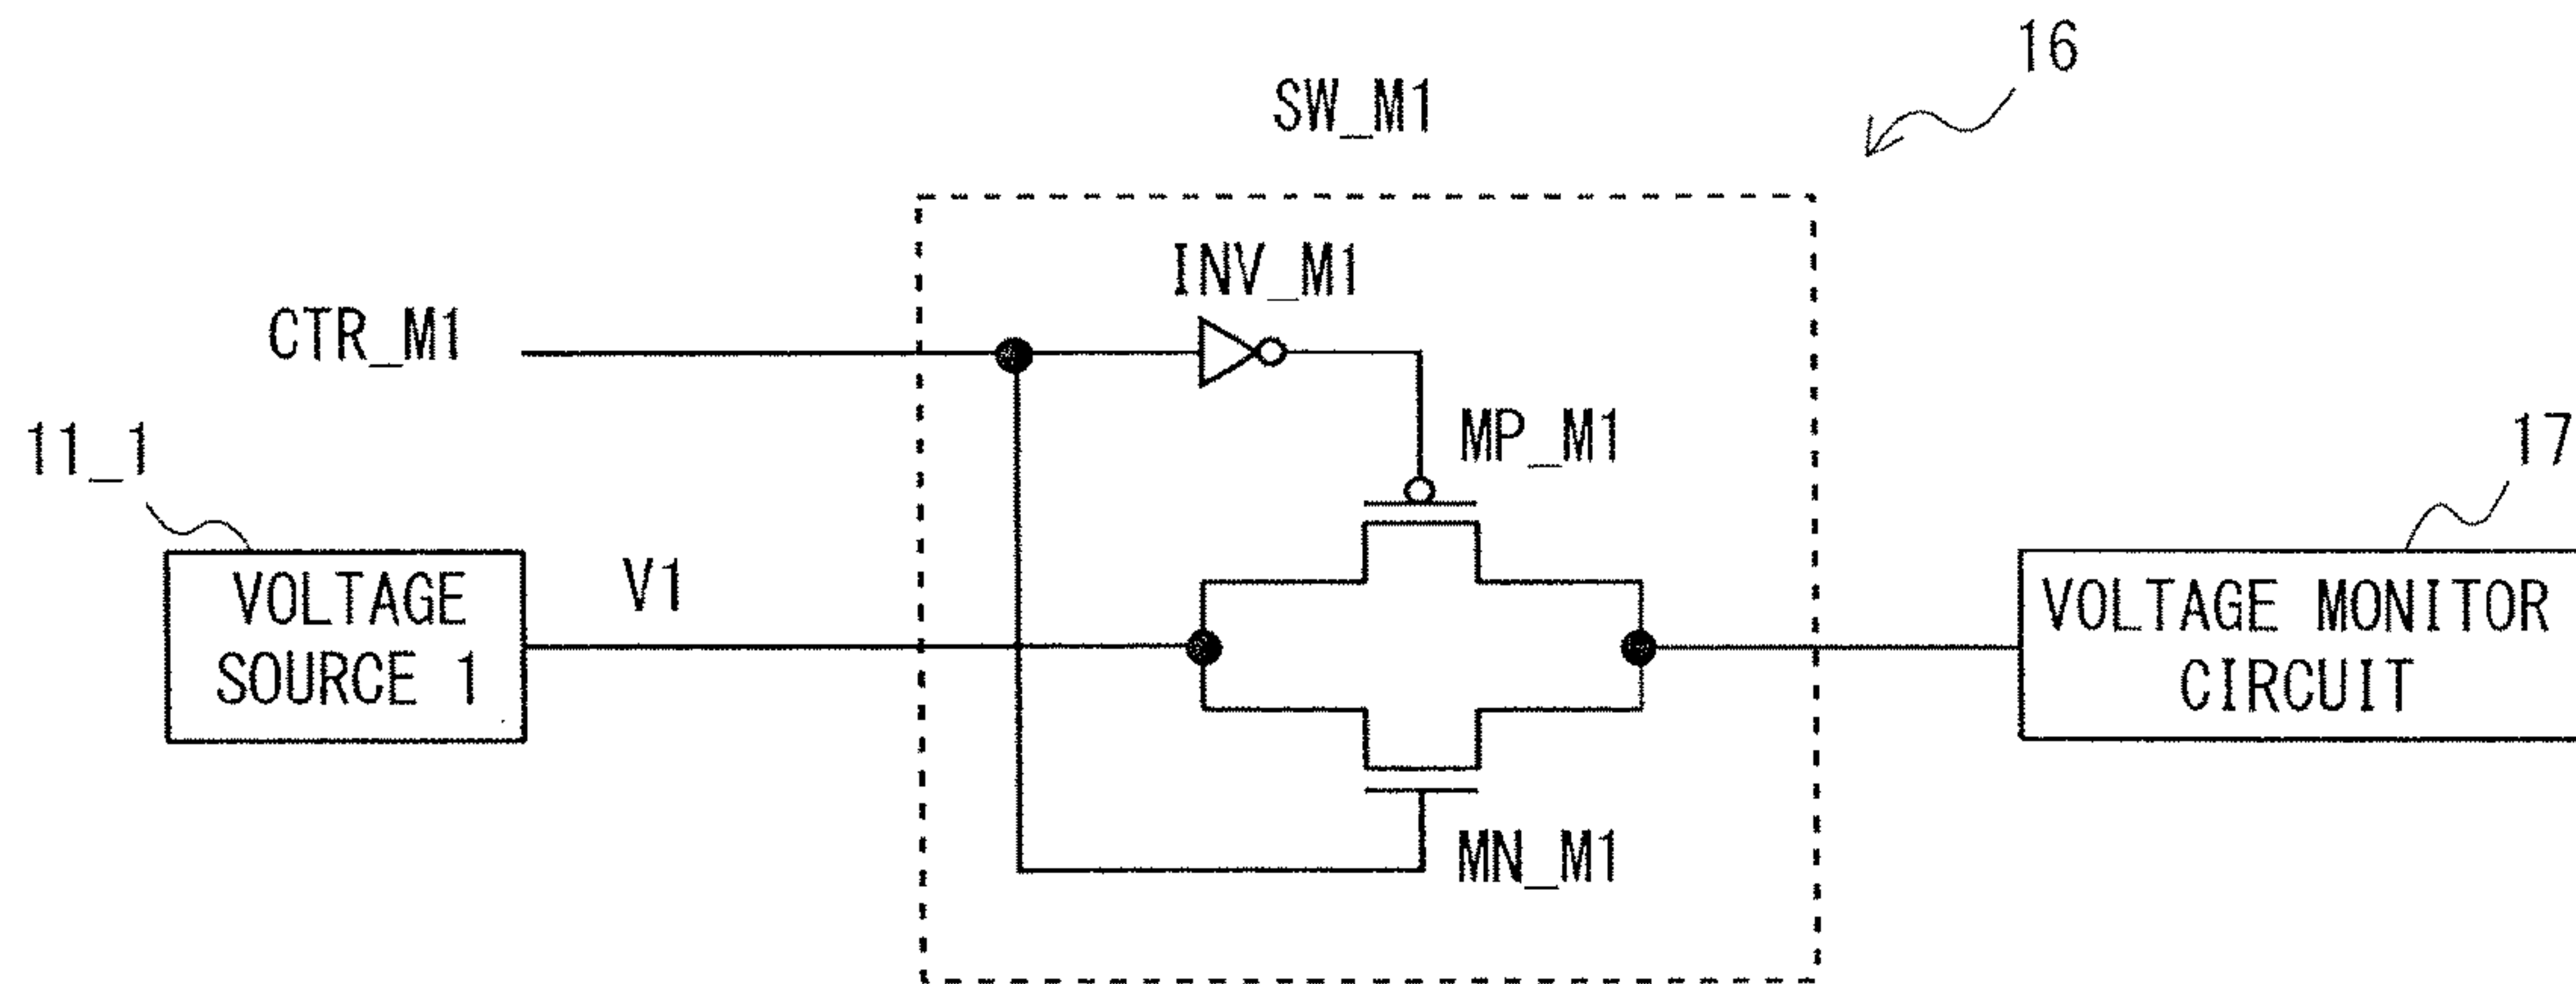 16
SW_M1
INV_M1
CTR_M1
MP_M1
11_1
17
VOLTAGE
SOURCE 1
V1
VOLTAGE MONITOR
CIRCUIT
MN_M1